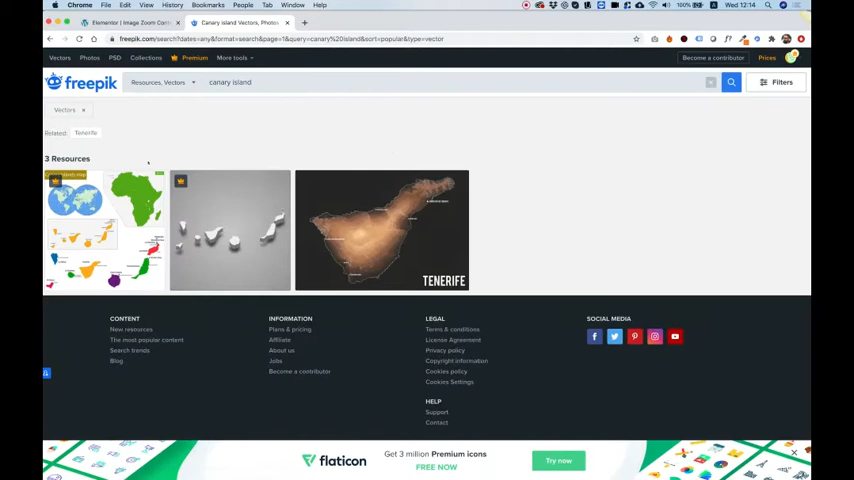 Chrome File Edit View History Bookmarks People Tab Window Help
100% Wed 12:14
Elementor | Image Zoom Cont
Canary island Vectors, Photos
freepik.com/search?dates=any&format=search&page=1&query=canary%20island&sort=popular&type=vector
Vectors Photos PSD Collections Premium More tools
Become a contributor Prices
freepik
Resources, Vectors
canary island
Filters
Vectors ×
Related: Tenerife
3 Resources
TENERIFE
CONTENT
New resources
The most popular content
Search trends
Blog
INFORMATION
Plans & pricing
Affiliate
About us
Jobs
Become a contributor
LEGAL
Terms & conditions
License Agreement
Privacy policy
Copyright information
Cookies policy
Cookies Settings
HELP
Support
Contact
SOCIAL MEDIA
flaticon
Get 3 million Premium icons
FREE NOW
Try now